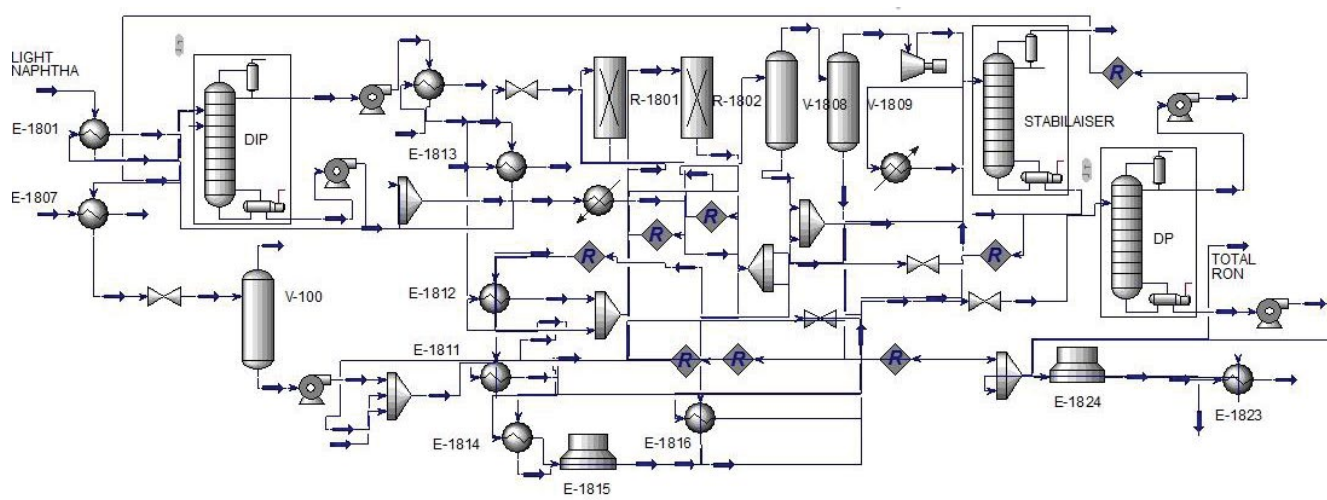 LIGHT
NAPHTHA
E-1801
E-1807
DIP
E-1813
R-1801
R-1802
V-1808
V-1809
STABILAISER
DP
TOTAL
RON
V-100
E-1812
E-1811
E-1814
E-1815
E-1816
E-1824
E-1823
R
R
R
R
R
R
R
R
R